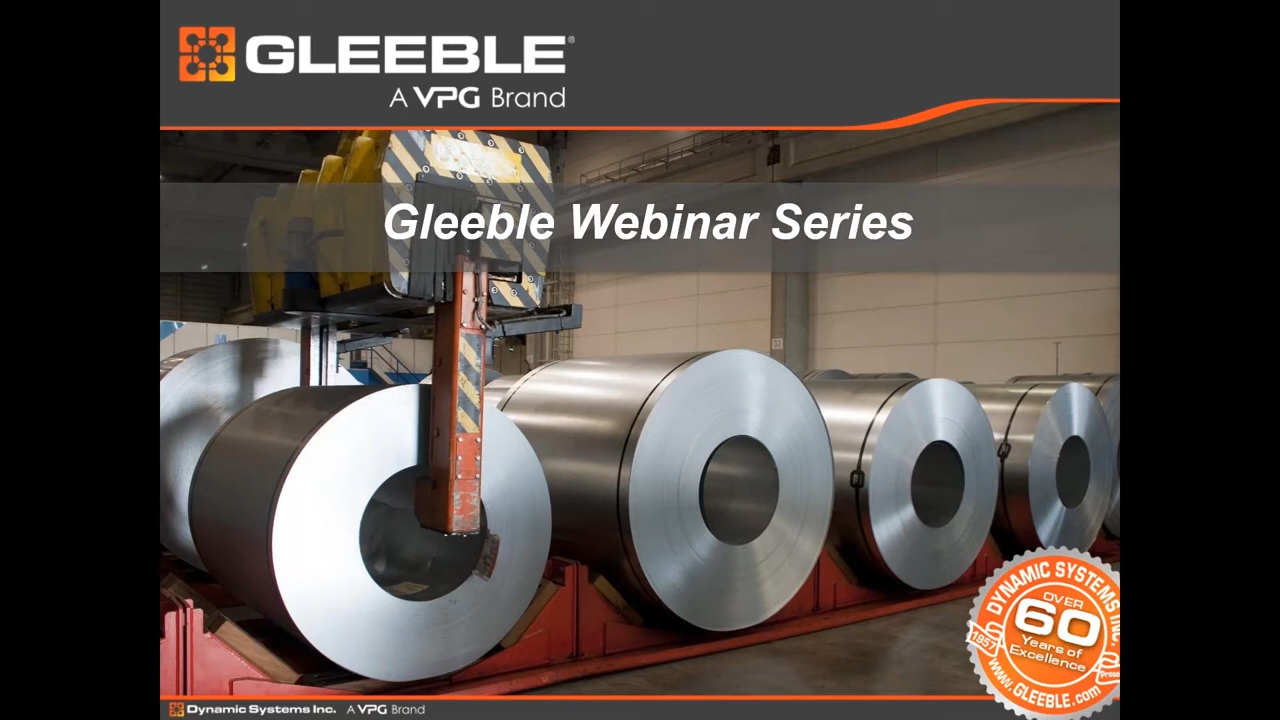 GLEEBLE®
A VPG Brand
Gleeble Webinar Series
DYNAMIC SYSTEMS INC.
OVER
60
Years of
Excellence
1957
www.GLEEBLE.com
Dynamic Systems Inc. A VPG Brand